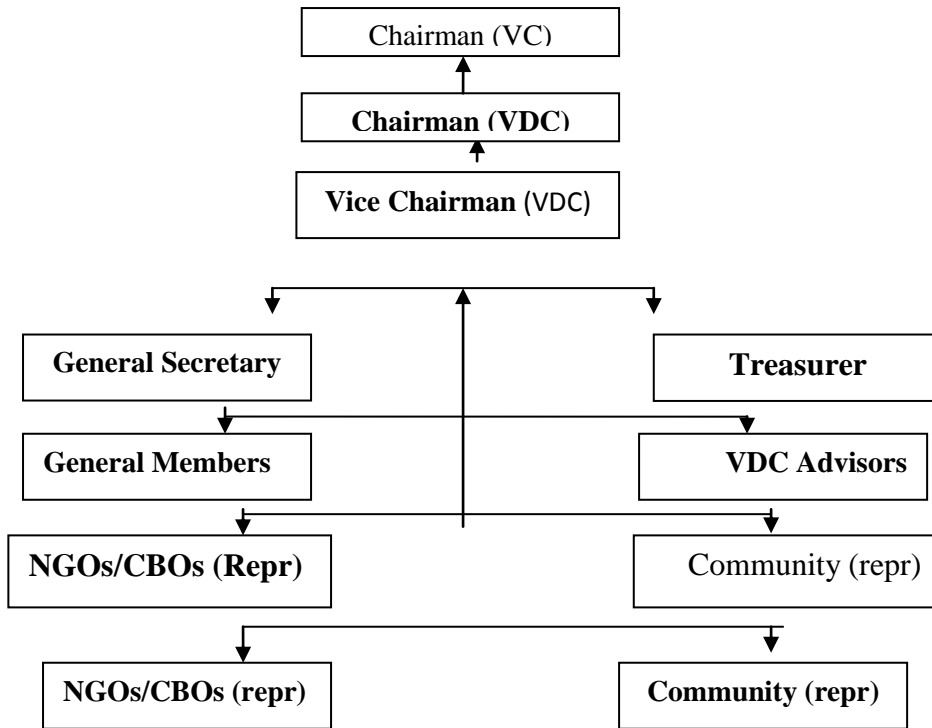 Chairman (VC)
Chairman (VDC)
Vice Chairman (VDC)
General Secretary
Treasurer
General Members
VDC Advisors
NGOs/CBOs (Repr)
Community (repr)
NGOs/CBOs (repr)
Community (repr)